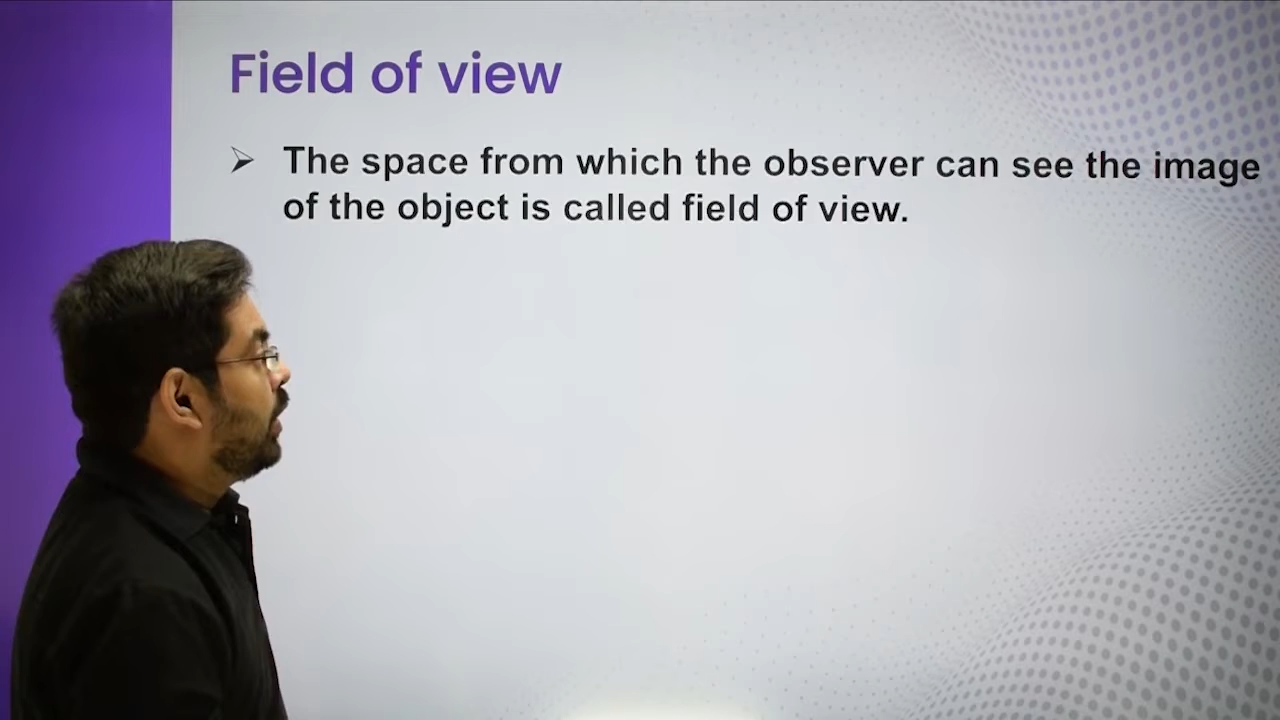 Field of view
➢ The space from which the observer can see the image
of the object is called field of view.